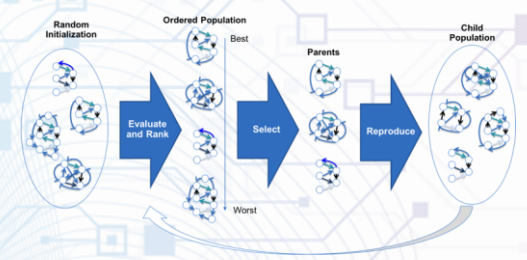 Random
Initialization
Ordered Population
Best
Worst
Parents
Child
Population
Evaluate
and Rank
Select
Reproduce